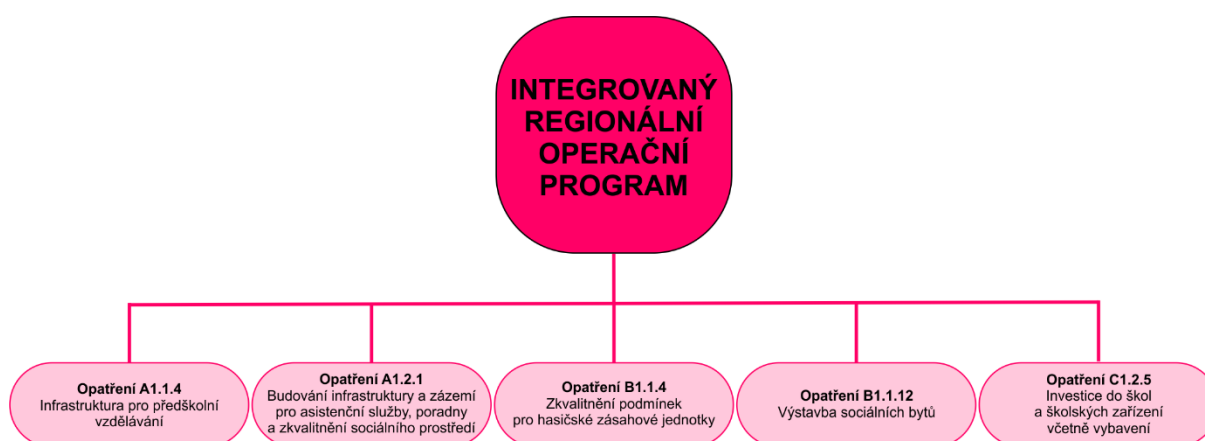 INTEGROVANÝ
REGIONÁLNÍ
OPERAČNÍ
PROGRAM
Opatření A1.1.4
Infrastruktura pro předškolní
vzdělávání
Opatření A1.2.1
Budování infrastruktury a zázemí
pro asistenční služby, poradny
a zkvalitnění sociálního prostředí
Opatření B1.1.4
Zkvalitnění podmínek
pro hasičské zásahové jednotky
Opatření B1.1.12
Výstavba sociálních bytů
Opatření C1.2.5
Investice do škol
a školských zařízení
včetně vybavení